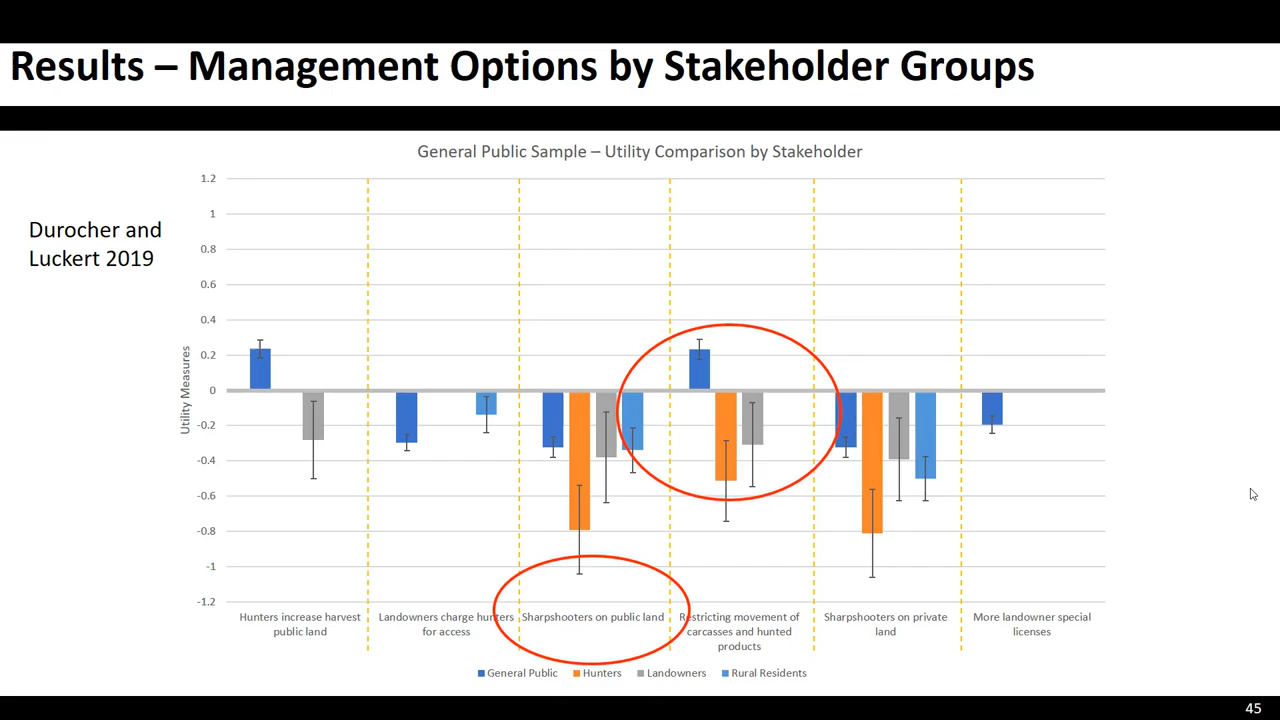 Results – Management Options by Stakeholder Groups
General Public Sample – Utility Comparison by Stakeholder
Durocher and
Luckert 2019
Utility Measures
1.2
1
0.8
0.6
0.4
0.2
0
-0.2
-0.4
-0.6
-0.8
-1
-1.2
Hunters increase harvest
public land
Landowners charge hunters
for access
Sharpshooters on public land
Restricting movement of
carcasses and hunted
products
Sharpshooters on private
land
More landowner special
licenses
General Public
Hunters
Landowners
Rural Residents
45